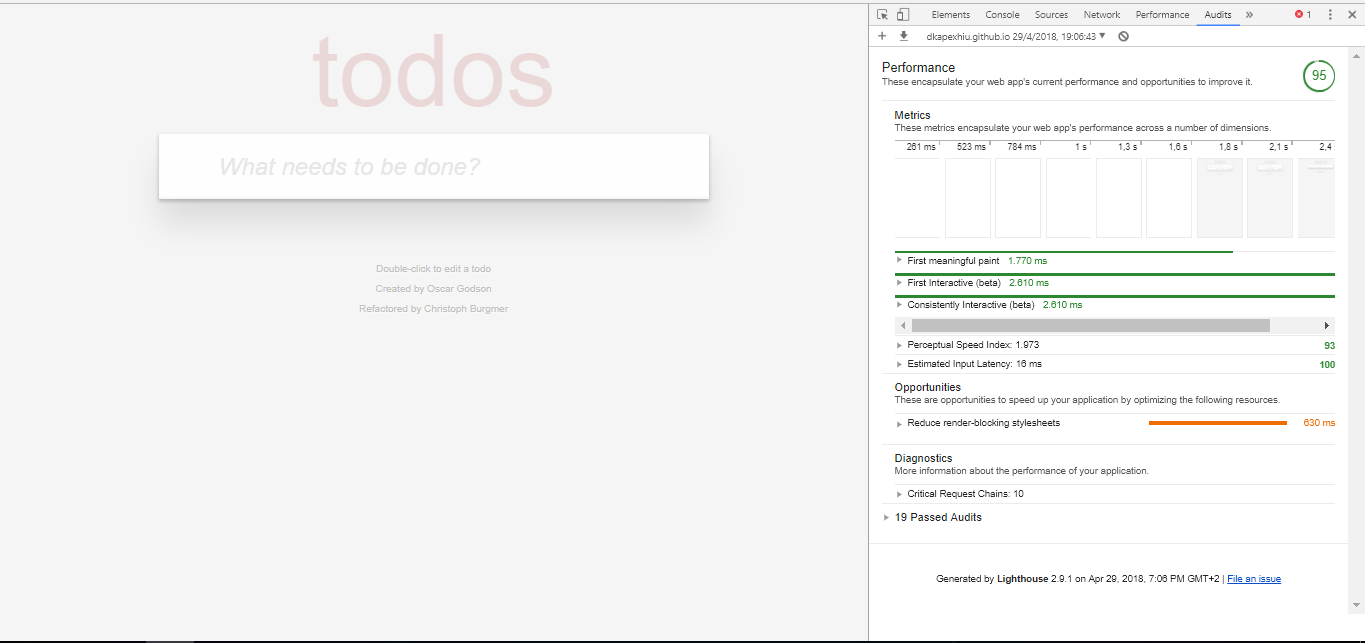 todos
What needs to be done?
Double-click to edit a todo
Created by Oscar Godson
Refactored by Christoph Burgmer
Elements Console Sources Network Performance Audits » 1
dkapexhiu.github.io 29/4/2018, 19:06:43
Performance
These encapsulate your web app's current performance and opportunities to improve it.
95
Metrics
These metrics encapsulate your web app's performance across a number of dimensions.
261 ms 523 ms 784 ms 1 s 1,3 s 1,6 s 1,8 s 2,1 s 2,4
First meaningful paint 1.770 ms
First Interactive (beta) 2.610 ms
Consistently Interactive (beta) 2.610 ms
Perceptual Speed Index: 1.973 93
Estimated Input Latency: 16 ms 100
Opportunities
These are opportunities to speed up your application by optimizing the following resources.
Reduce render-blocking stylesheets 630 ms
Diagnostics
More information about the performance of your application.
Critical Request Chains: 10
19 Passed Audits
Generated by Lighthouse 2.9.1 on Apr 29, 2018, 7:06 PM GMT+2 | File an issue